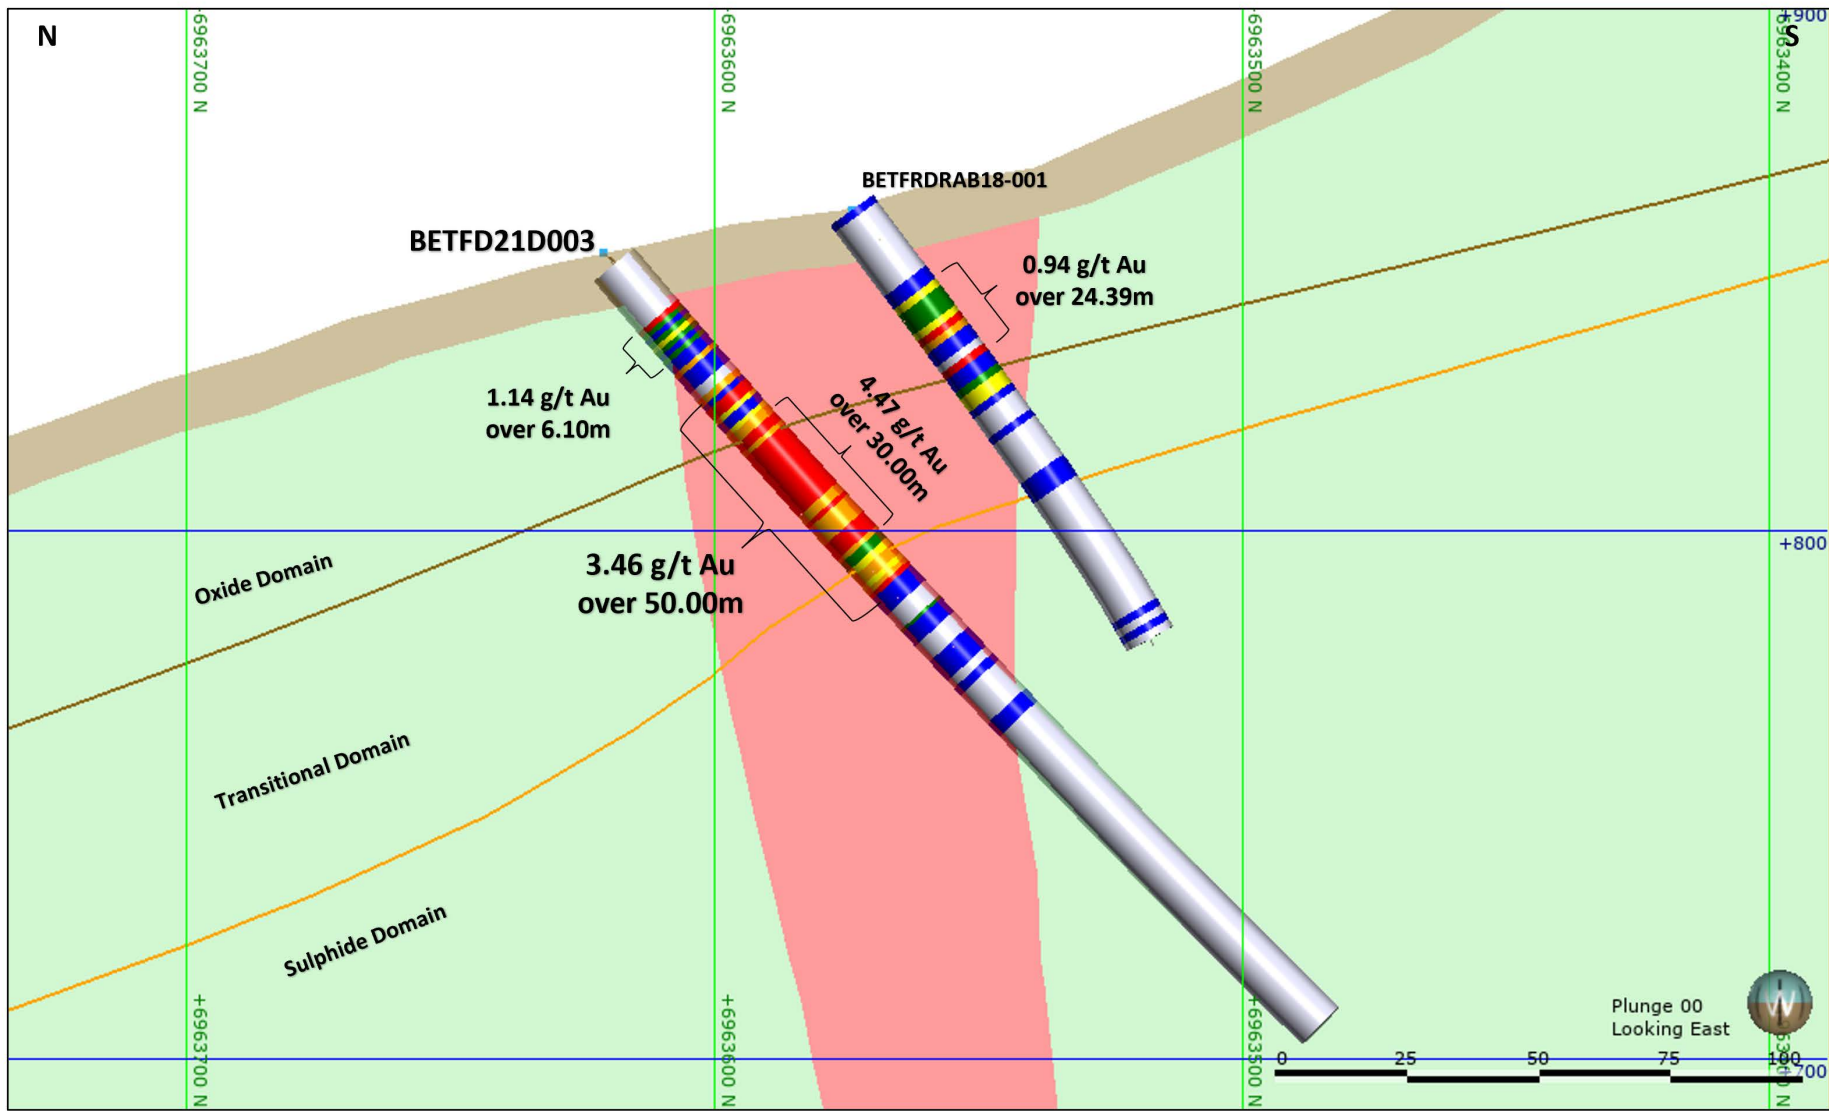 N
S
+900
6963700 N
6963600 N
6963500 N
6963400 N
BETFRDRAB18-001
BETFD21D003
0.94 g/t Au
over 24.39m
1.14 g/t Au
over 6.10m
4.47 g/t Au
over 30.00m
+800
3.46 g/t Au
over 50.00m
Oxide Domain
Transitional Domain
Sulphide Domain
+6963700 N
+6963600 N
+6963500 N
W
Plunge 00
Looking East
0
25
50
75
100
+700